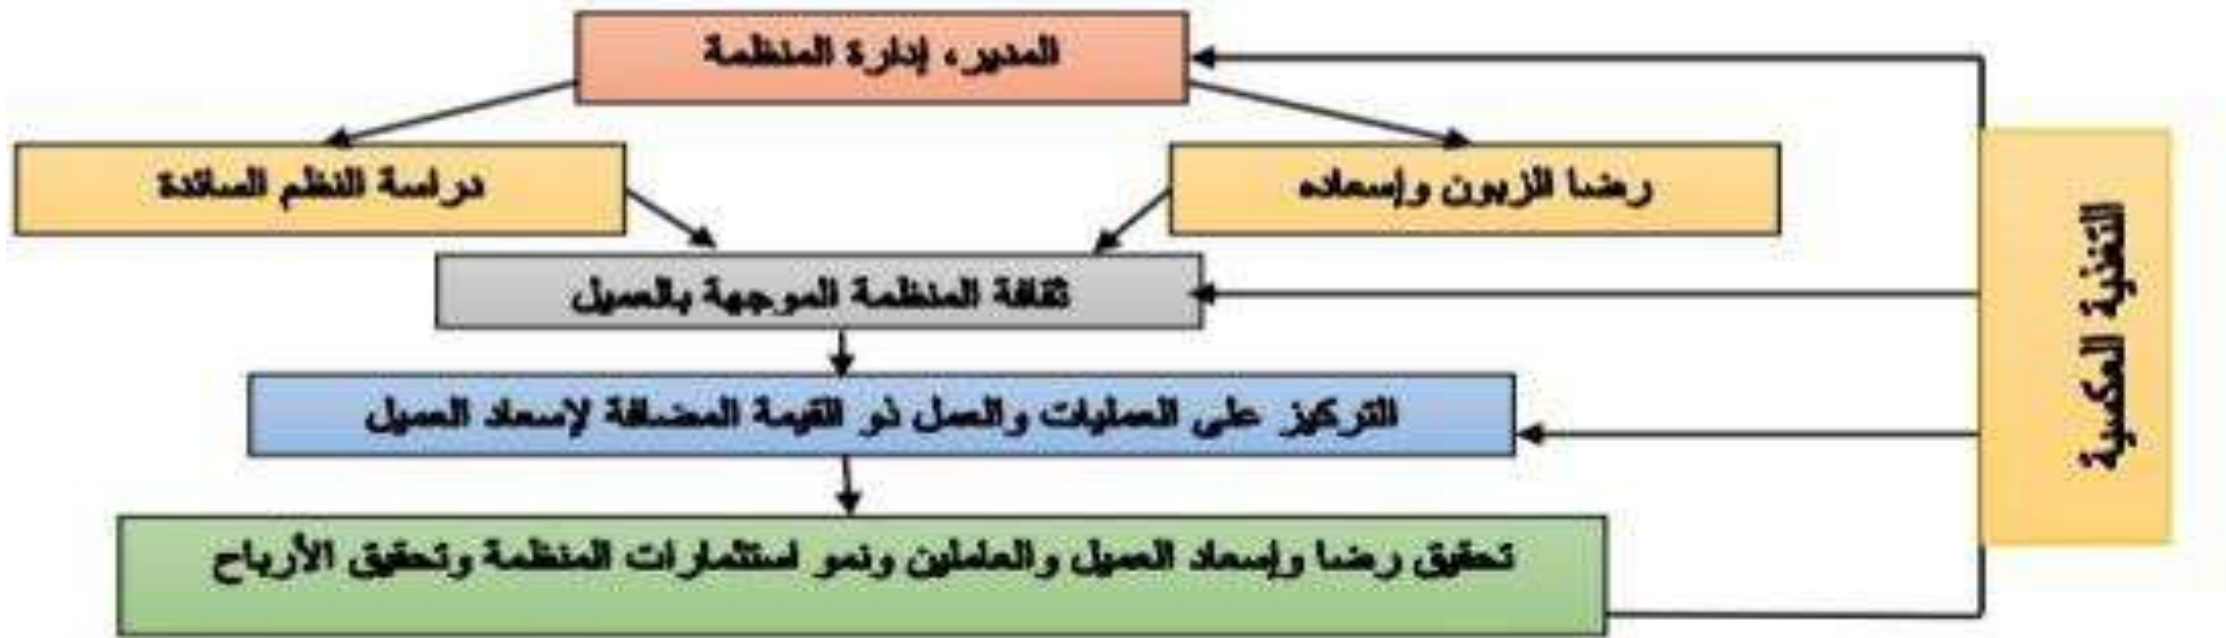 المدير، إدارة المنظمة
رضا الزبون وإسعاده
دراسة النظم السائدة
ثقافة المنظمة الموجهة بالعميل
التركيز على العمليات والعمل ذو القيمة المضافة لإسعاد العميل
تحقيق رضا وإسعاد العميل والعاملين ونمو استثمارات المنظمة وتحقيق الأرباح
التغذية العكسية